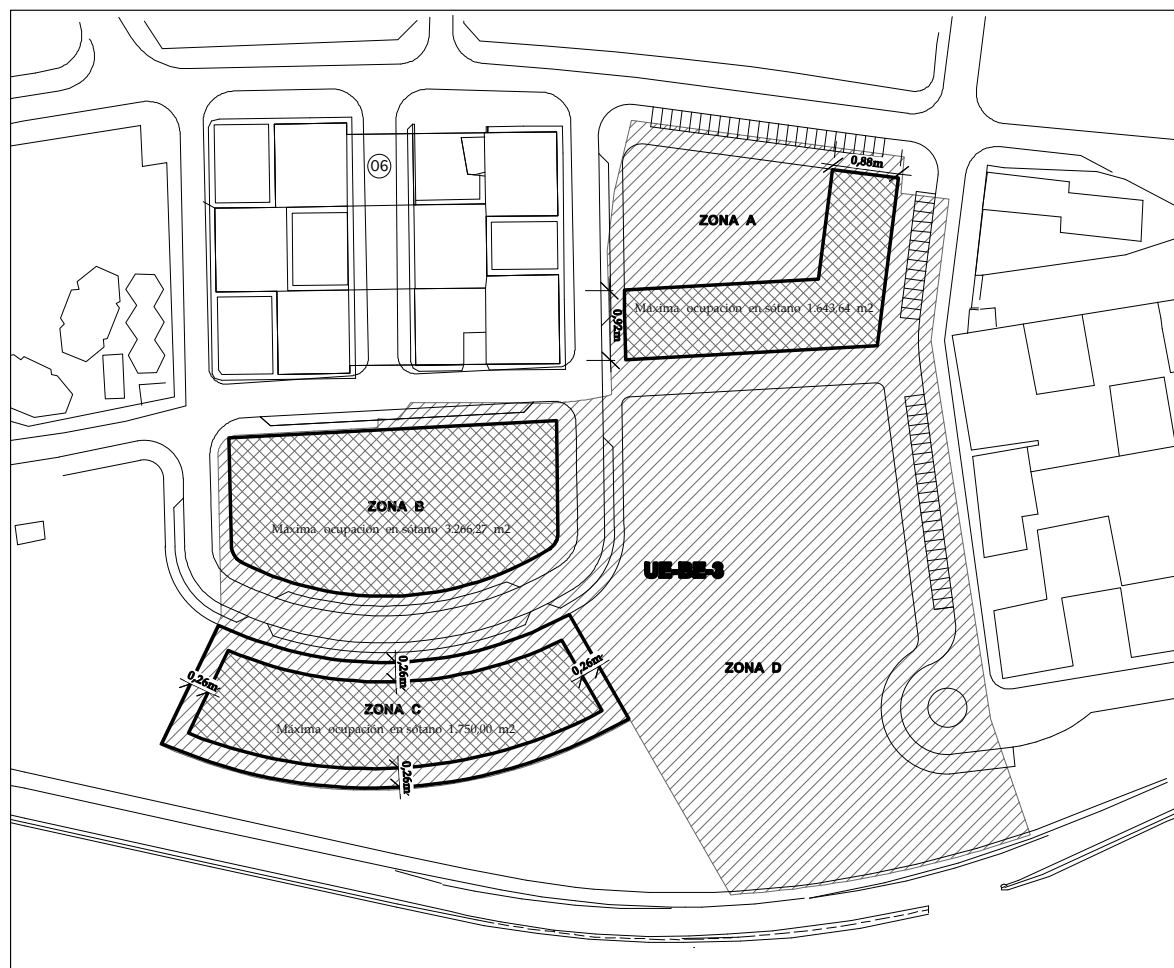 06
0,88m
ZONA A
Máxima ocupación en sótano 1.643,64 m2
0,92m
ZONA B
Máxima ocupación en sótano 3.266,27 m2
UE-BE-3
0,26m
0,26m
0,26m
ZONA D
ZONA C
Máxima ocupación en sótano 1.750,00 m2
0,26m